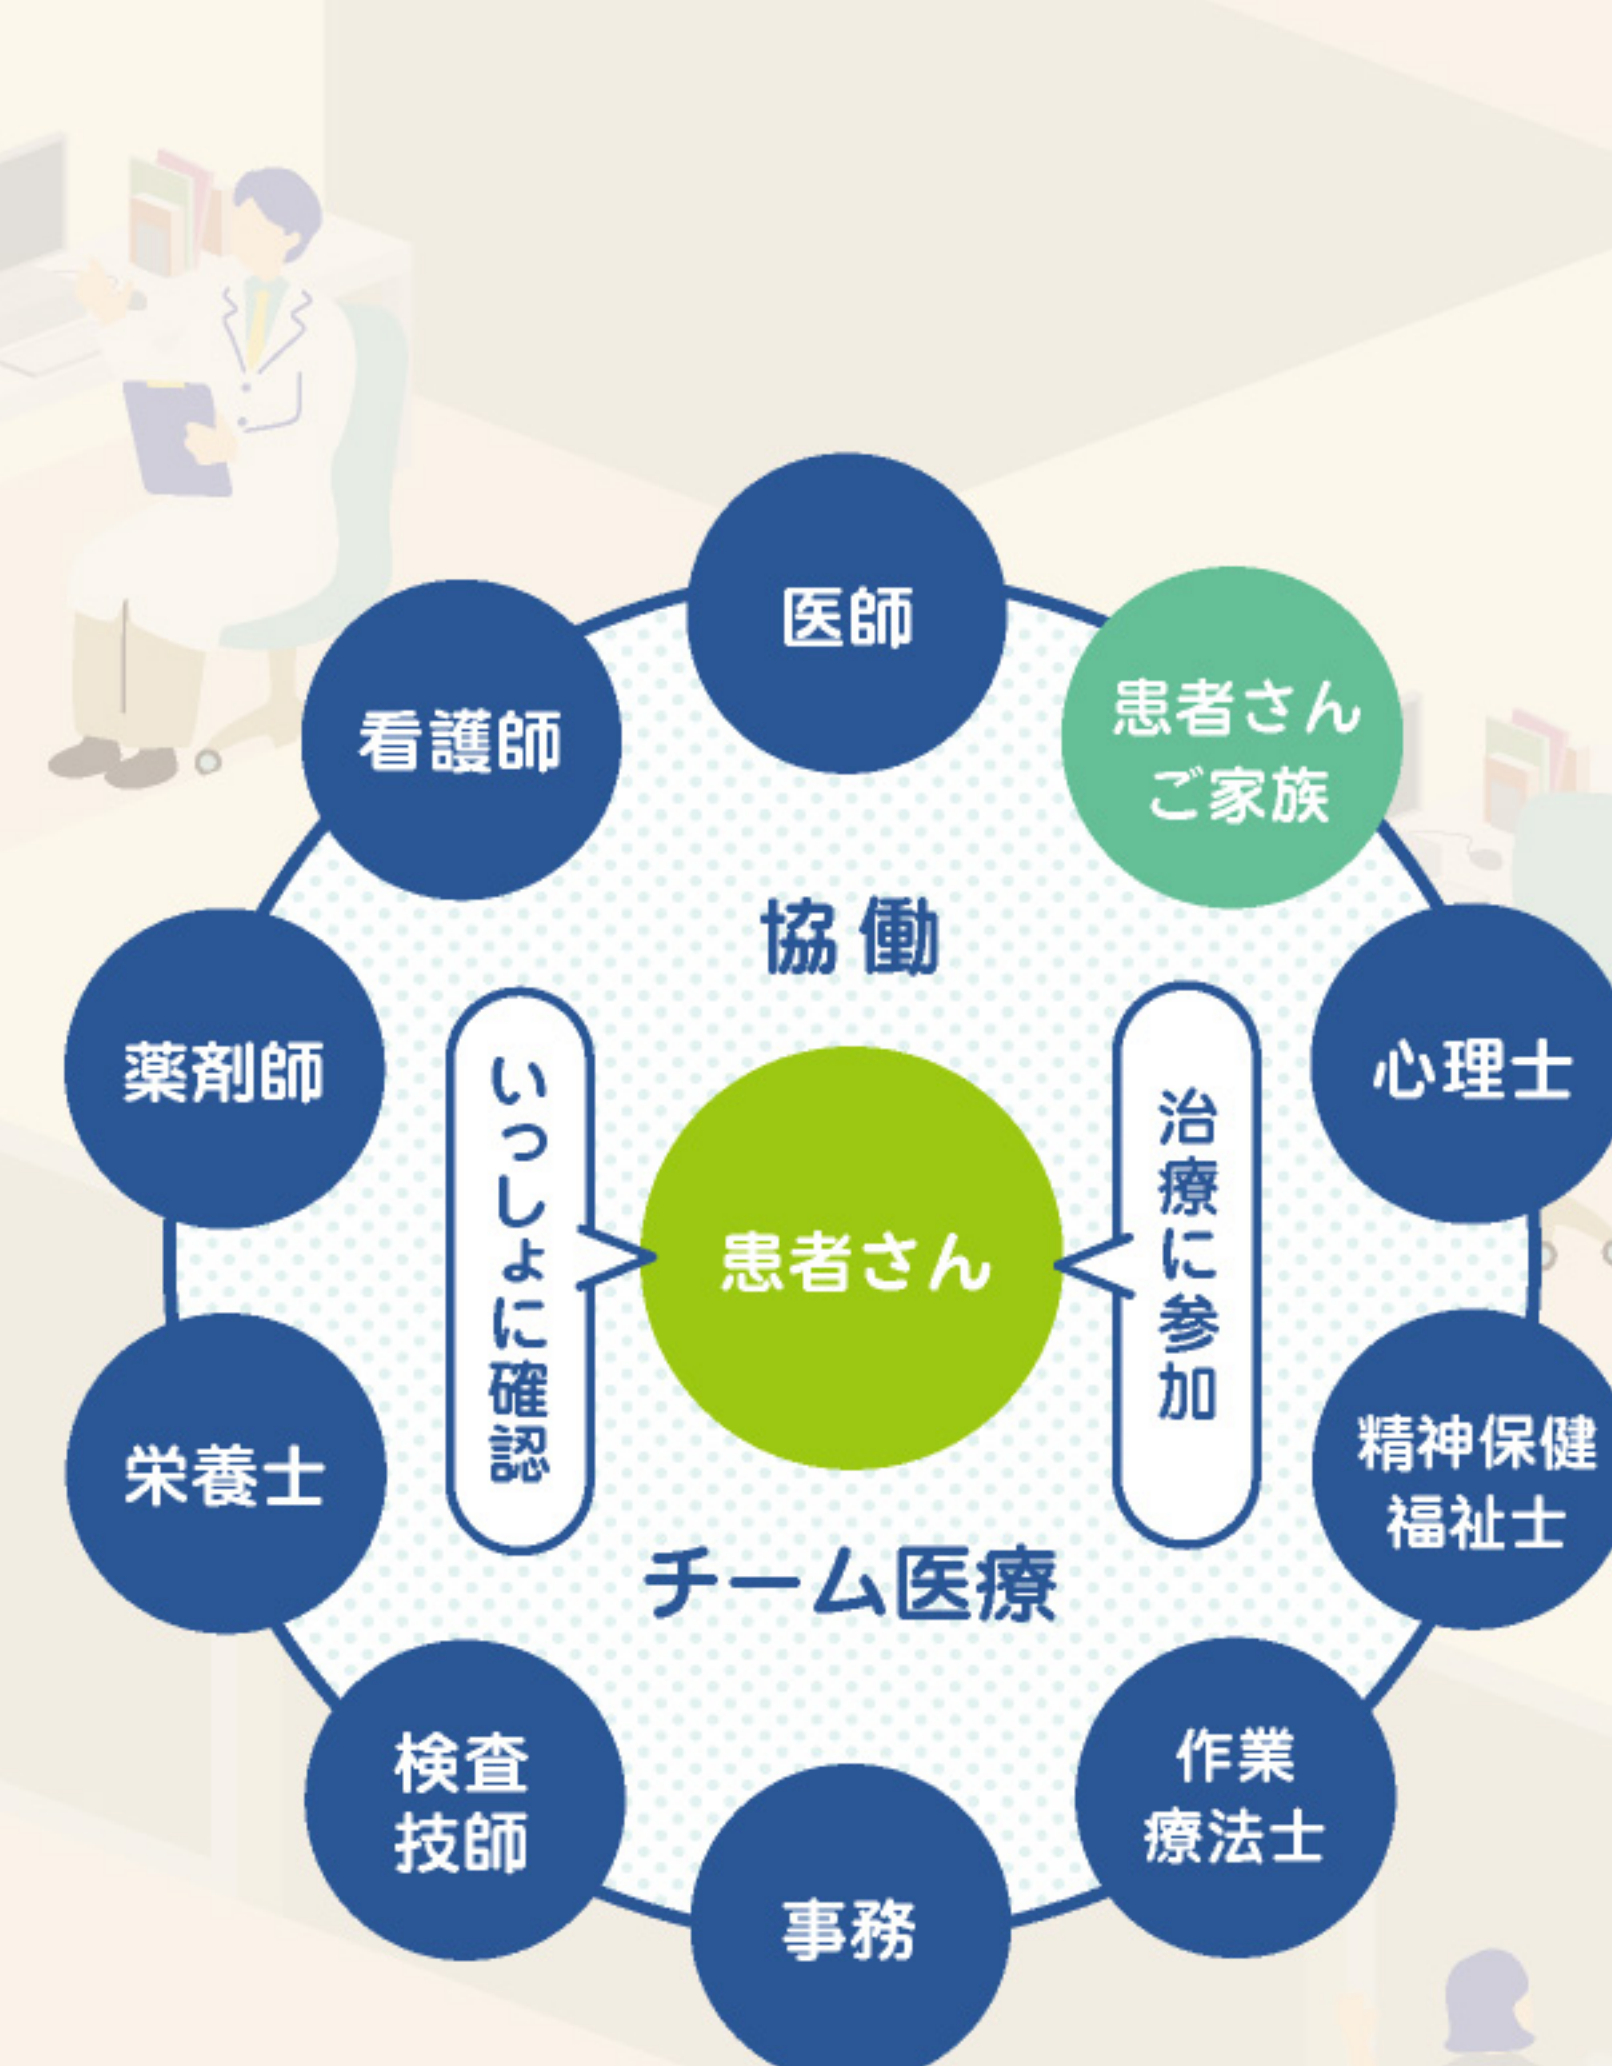 医師
患者さん
ご家族
看護師
協働
薬剤師
心理士
いっしょに確認
患者さん
治療に参加
栄養士
精神保健
福祉士
チーム医療
検査
技師
作業
療法士
事務